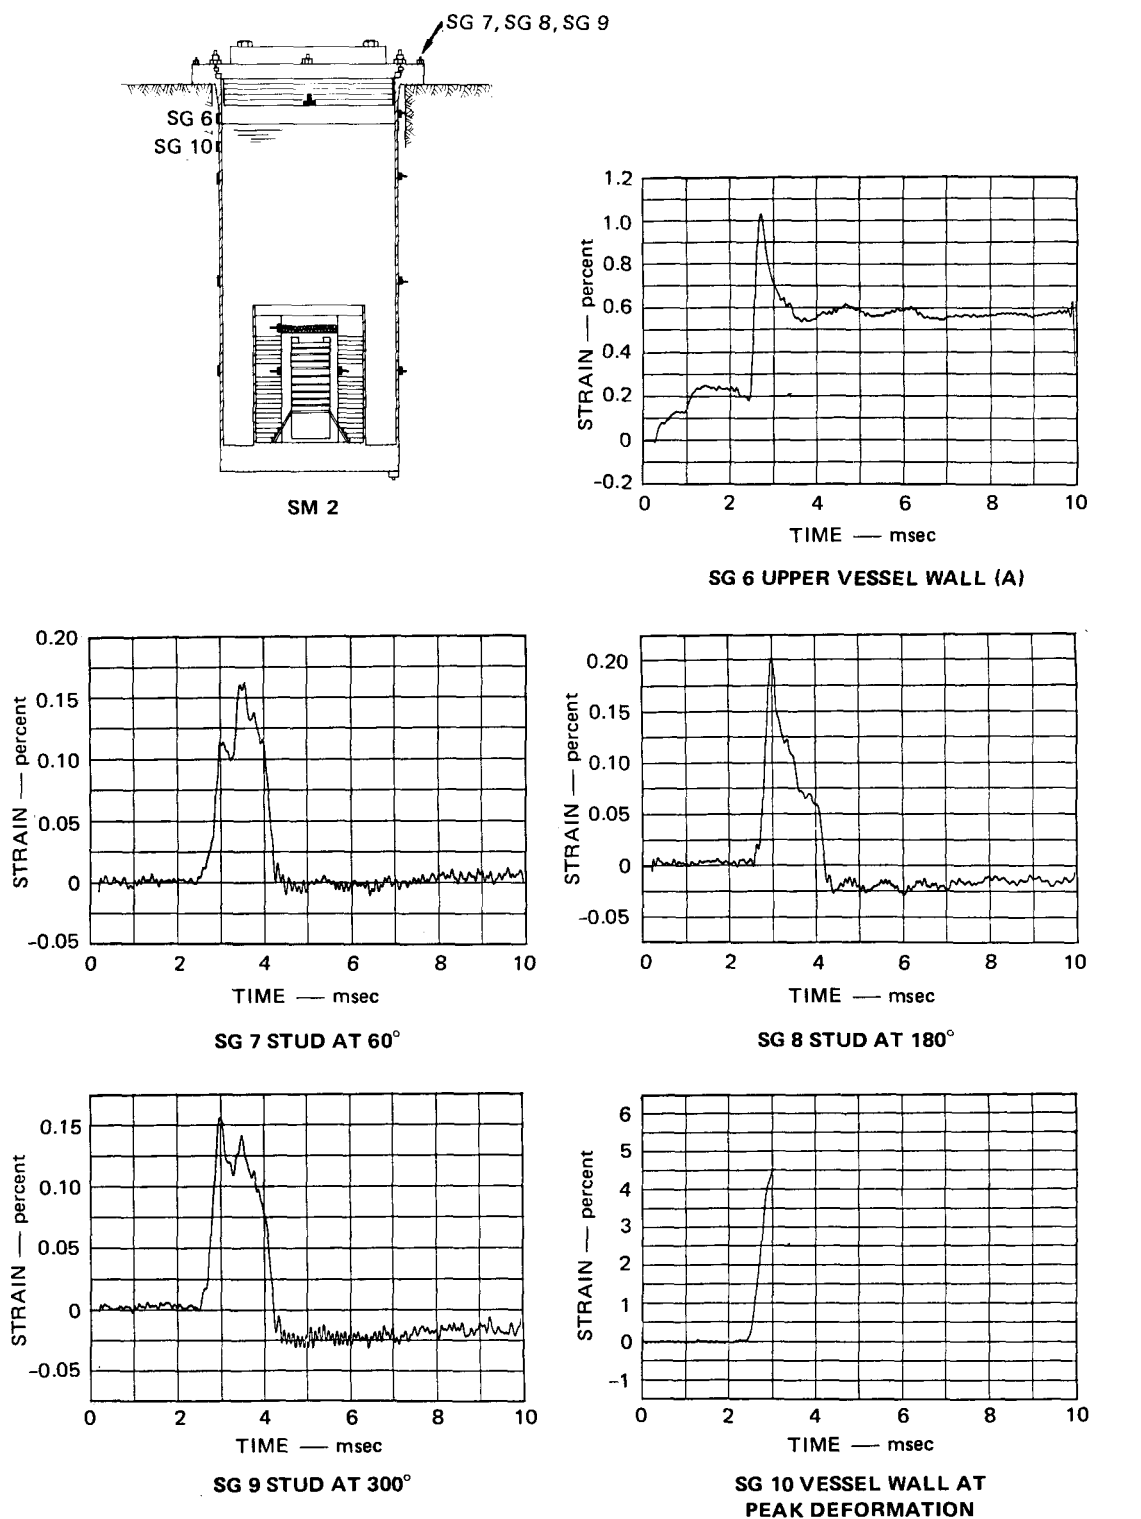 SG 7, SG 8, SG 9
SG 6
SG 10
SM 2
1.2
1.0
0.8
0.6
0.4
0.2
0
-0.2
STRAIN — percent
0 2 4 6 8 10
TIME — msec
SG 6 UPPER VESSEL WALL (A)
0.20
0.15
0.10
0.05
0
-0.05
STRAIN — percent
0 2 4 6 8 10
TIME — msec
SG 7 STUD AT 60°
0.20
0.15
0.10
0.05
0
-0.05
STRAIN — percent
0 2 4 6 8 10
TIME — msec
SG 8 STUD AT 180°
0.15
0.10
0.05
0
-0.05
STRAIN — percent
0 2 4 6 8 10
TIME — msec
SG 9 STUD AT 300°
6
5
4
3
2
1
0
-1
STRAIN — percent
0 2 4 6 8 10
TIME — msec
SG 10 VESSEL WALL AT
PEAK DEFORMATION